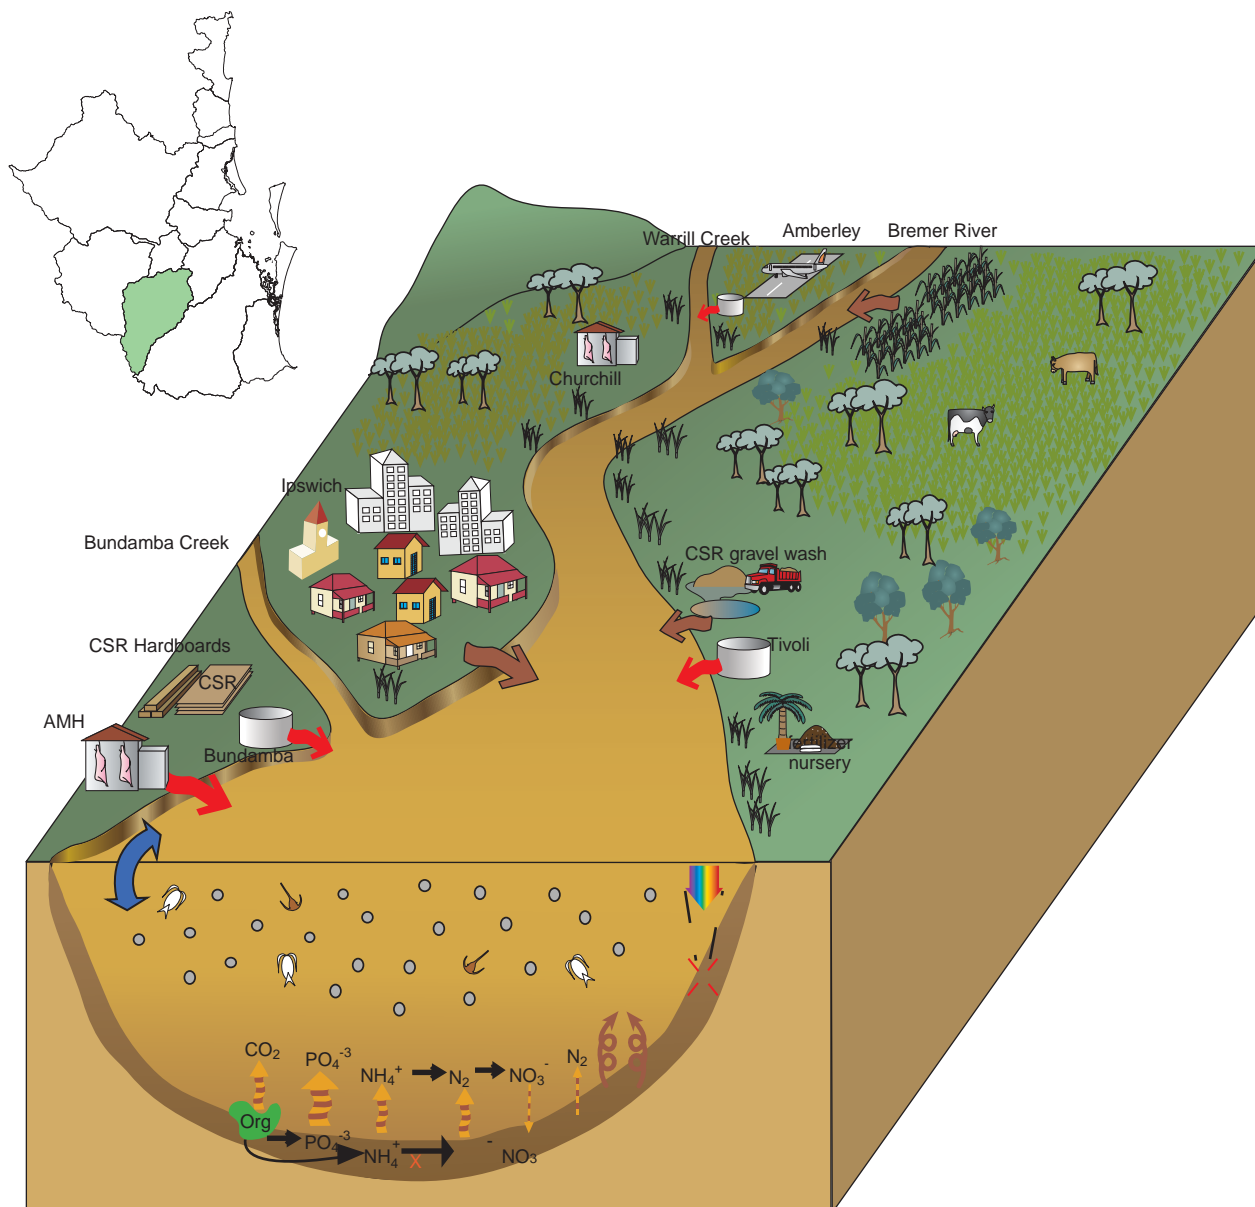 Warrill Creek
Amberley
Bremer River
Churchill
Ipswich
Bundamba Creek
CSR gravel wash
CSR Hardboards
CSR
Tivoli
AMH
Bundamba
fertilizer
nursery
CO₂
PO₄⁻³
NH₄⁺
N₂
NO₃⁻
N₂
Org
PO₄⁻³
NH₄⁺
X
⁻
NO₃